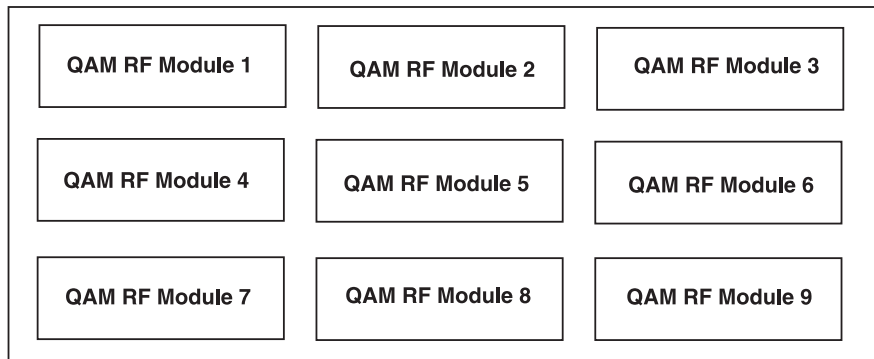 QAM RF Module 1
QAM RF Module 2
QAM RF Module 3
QAM RF Module 4
QAM RF Module 5
QAM RF Module 6
QAM RF Module 7
QAM RF Module 8
QAM RF Module 9